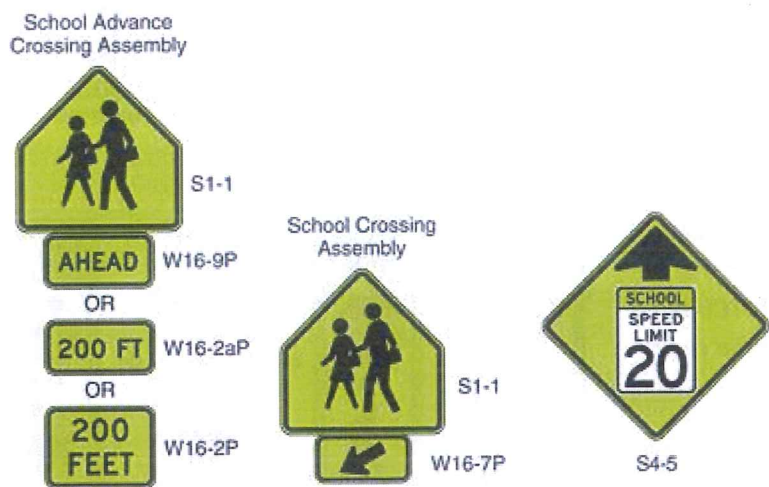 School Advance
Crossing Assembly
S1-1
AHEAD
W16-9P
OR
200 FT
W16-2aP
OR
200
FEET
W16-2P
School Crossing
Assembly
S1-1
W16-7P
SCHOOL
SPEED
LIMIT
20
S4-5